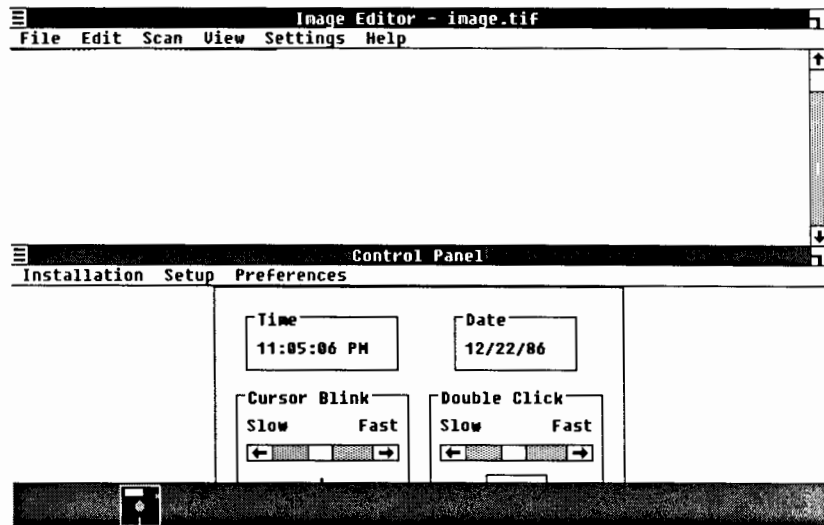 Image Editor - image.tif
File Edit Scan View Settings Help
Control Panel
Installation Setup Preferences
Time Date
11:05:06 PM 12/22/86
Cursor Blink Double Click
Slow Fast Slow Fast